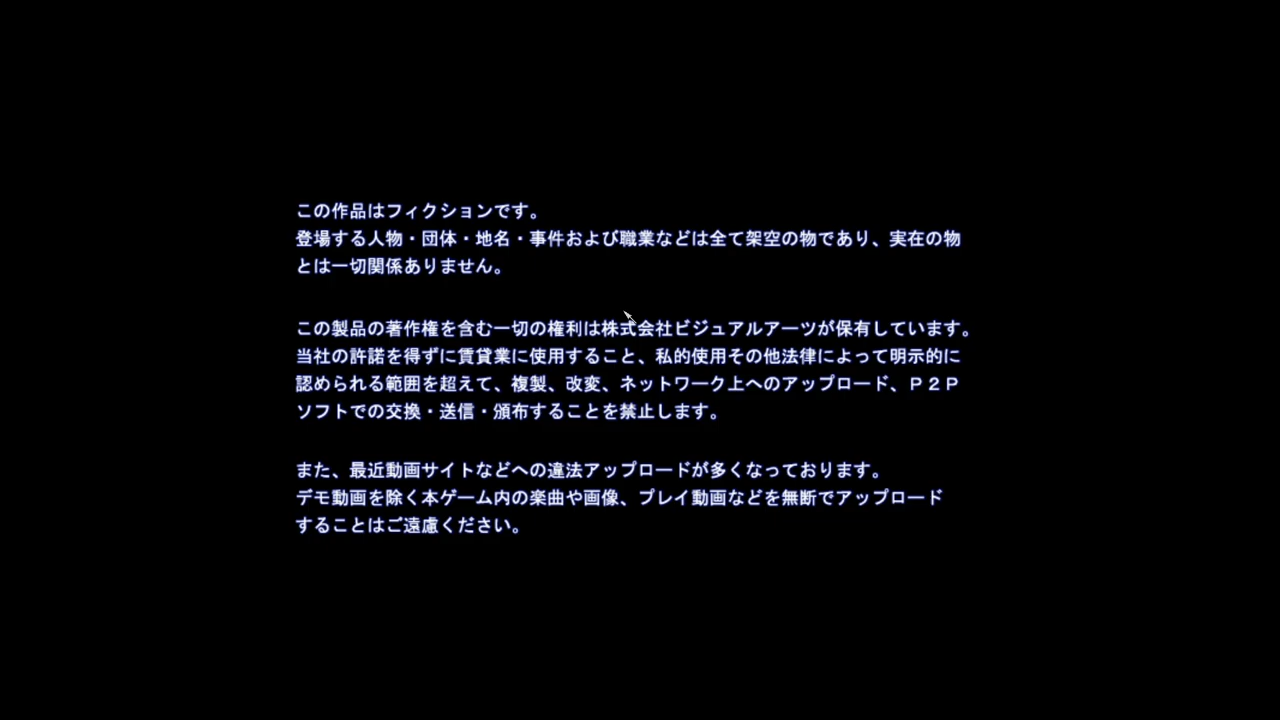 この作品はフィクションです。
登場する人物・団体・地名・事件および職業などは全て架空の物であり、実在の物
とは一切関係ありません。
この製品の著作権を含む一切の権利は株式会社ビジュアルアーツが保有しています。
当社の許諾を得ずに賃貸業に使用すること、私的使用その他法律によって明示的に
認められる範囲を超えて、複製、改変、ネットワーク上へのアップロード、Ｐ２Ｐ
ソフトでの交換・送信・頒布することを禁止します。
また、最近動画サイトなどへの違法アップロードが多くなっております。
デモ動画を除く本ゲーム内の楽曲や画像、プレイ動画などを無断でアップロード
することはご遠慮ください。